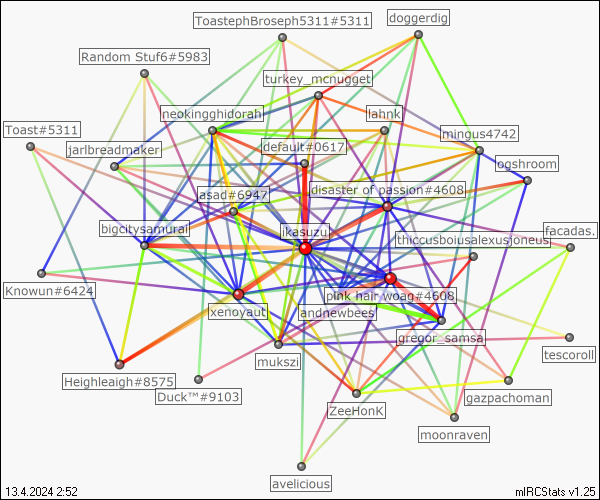 ToastephBroseph5311#5311
doggerdig
Random Stuf6#5983
turkey_mcnugget
neokingghidorah
lahnk
Toast#5311
mingus4742
jarlbreadmaker
default#0617
ogshroom
asad#6947
disaster of passion#4608
bigcitysamurai
ikasuzu
facadas.
thiccusboiusalexusjoneus.
Knowun#6424
pink hair woag#4608
xenoyaut
andnewbees
gregor_samsa
mukszi
tescoroll
Heighleaigh#8575
Duck™#9103
gazpachoman
ZeeHonK
moonraven
avelicious
13.4.2024 2:52
mIRCStats v1.25